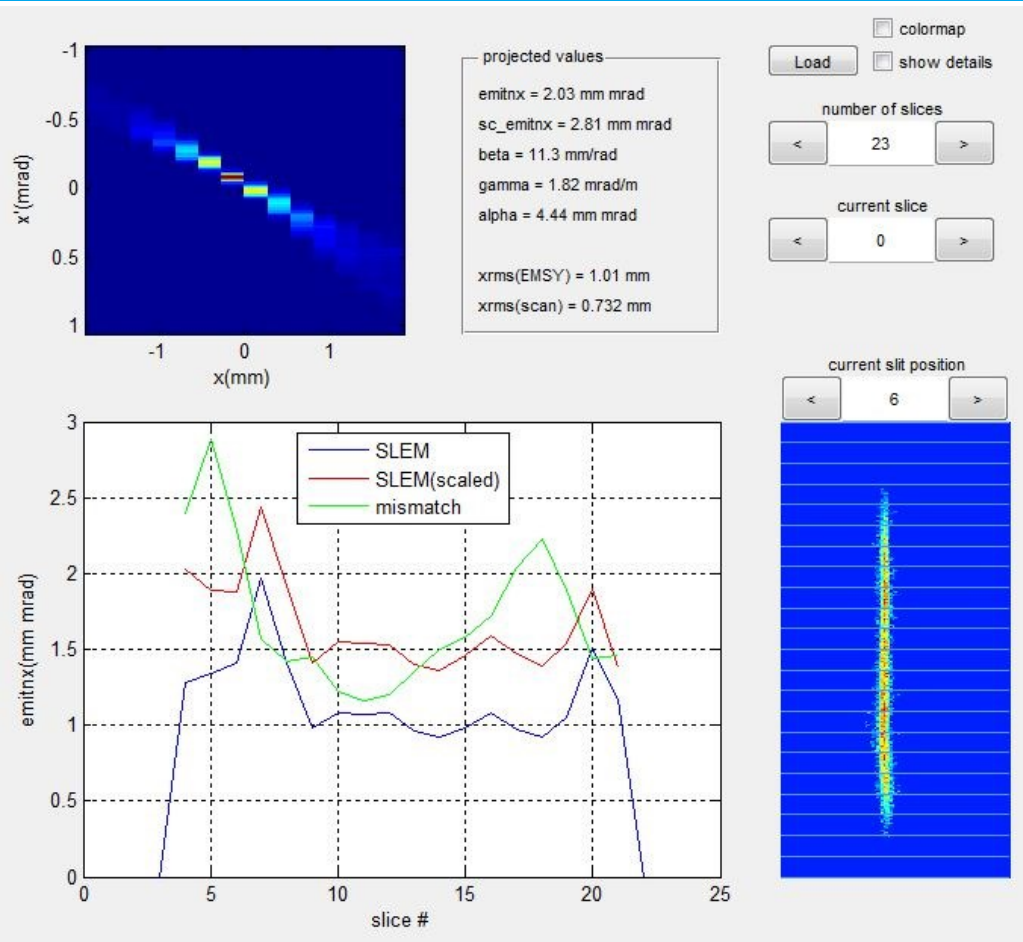 -1
-0.5
0
0.5
1
x'(mrad)
-1 0 1
x(mm)
projected values
emitnx = 2.03 mm mrad
sc_emitnx = 2.81 mm mrad
beta = 11.3 mm/rad
gamma = 1.82 mrad/m
alpha = 4.44 mm mrad
xrms(EMSY) = 1.01 mm
xrms(scan) = 0.732 mm
colormap
Load
show details
number of slices
< 23 >
current slice
< 0 >
current slit position
< 6 >
3
2.5
2
1.5
1
0.5
0
emitnx(mm mrad)
SLEM
SLEM(scaled)
mismatch
0 5 10 15 20 25
slice #